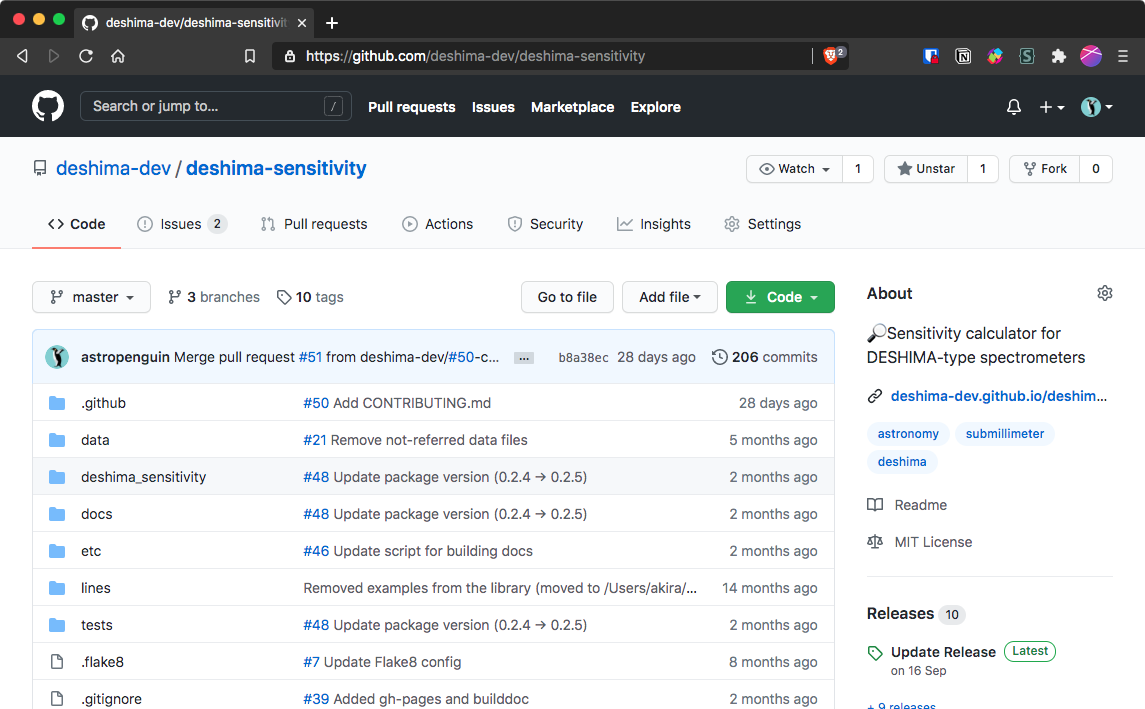 deshima-dev/deshima-sensitivit
https://github.com/deshima-dev/deshima-sensitivity
2
Search or jump to...
/
Pull requests
Issues
Marketplace
Explore
deshima-dev / deshima-sensitivity
Watch 1
Unstar 1
Fork 0
Code
Issues 2
Pull requests
Actions
Security
Insights
Settings
master
3 branches
10 tags
Go to file
Add file
Code
astropenguin Merge pull request #51 from deshima-dev/#50-c... ... b8a38ec 28 days ago 206 commits
.github #50 Add CONTRIBUTING.md 28 days ago
data #21 Remove not-referred data files 5 months ago
deshima_sensitivity #48 Update package version (0.2.4 → 0.2.5) 2 months ago
docs #48 Update package version (0.2.4 → 0.2.5) 2 months ago
etc #46 Update script for building docs 2 months ago
lines Removed examples from the library (moved to /Users/akira/... 14 months ago
tests #48 Update package version (0.2.4 → 0.2.5) 2 months ago
.flake8 #7 Update Flake8 config 8 months ago
.gitignore #39 Added gh-pages and builddoc 2 months ago
About
Sensitivity calculator for
DESHIMA-type spectrometers
deshima-dev.github.io/deshim...
astronomy submillimeter
deshima
Readme
MIT License
Releases 10
Update Release Latest
on 16 Sep
+ 9 releases